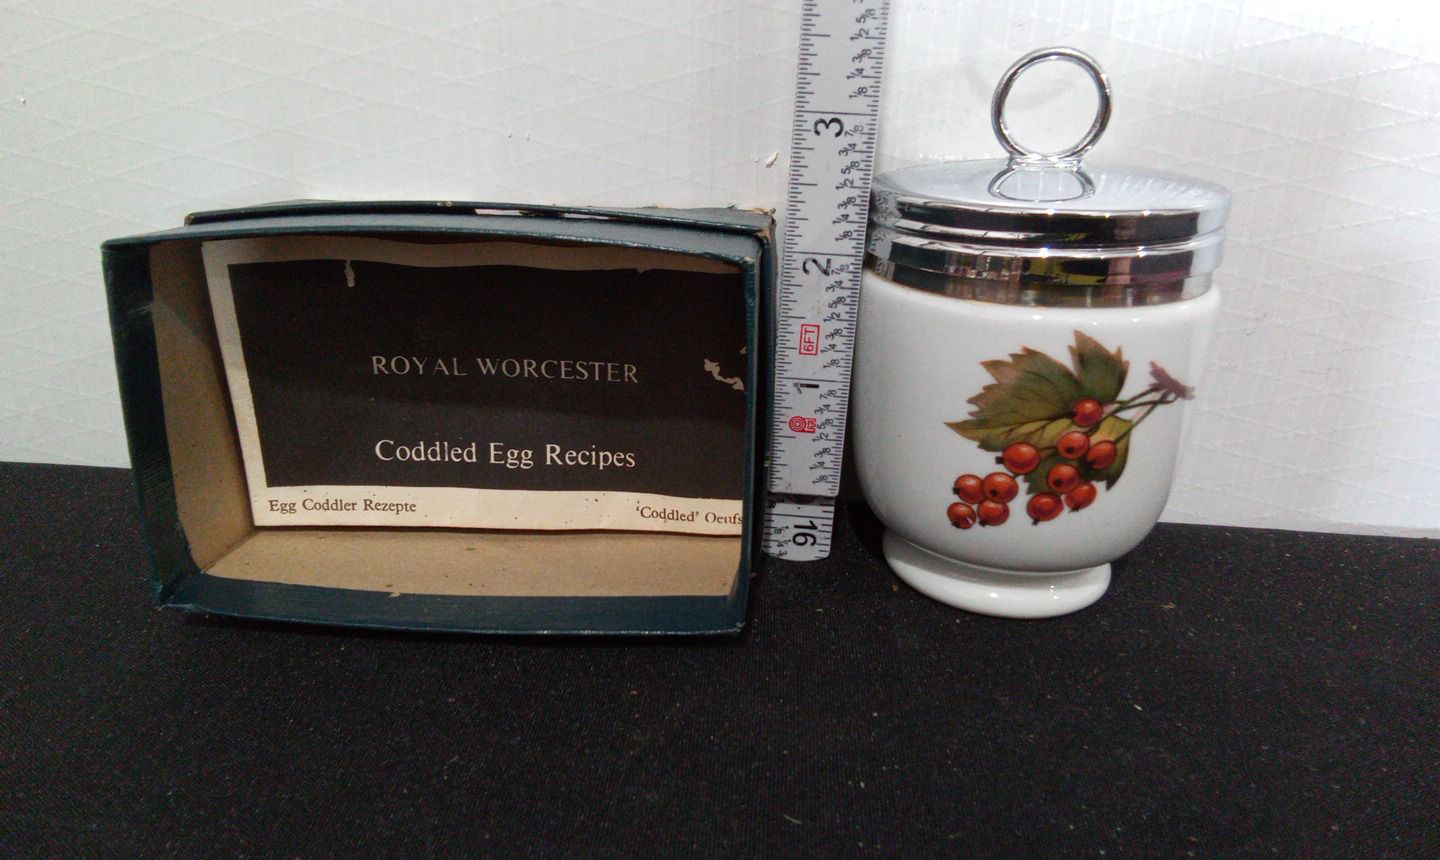 ROYAL WORCESTER
Coddled Egg Recipes
Egg Coddler Rezepte
'Coddled' Oeufs
3
2
6FT
1
16